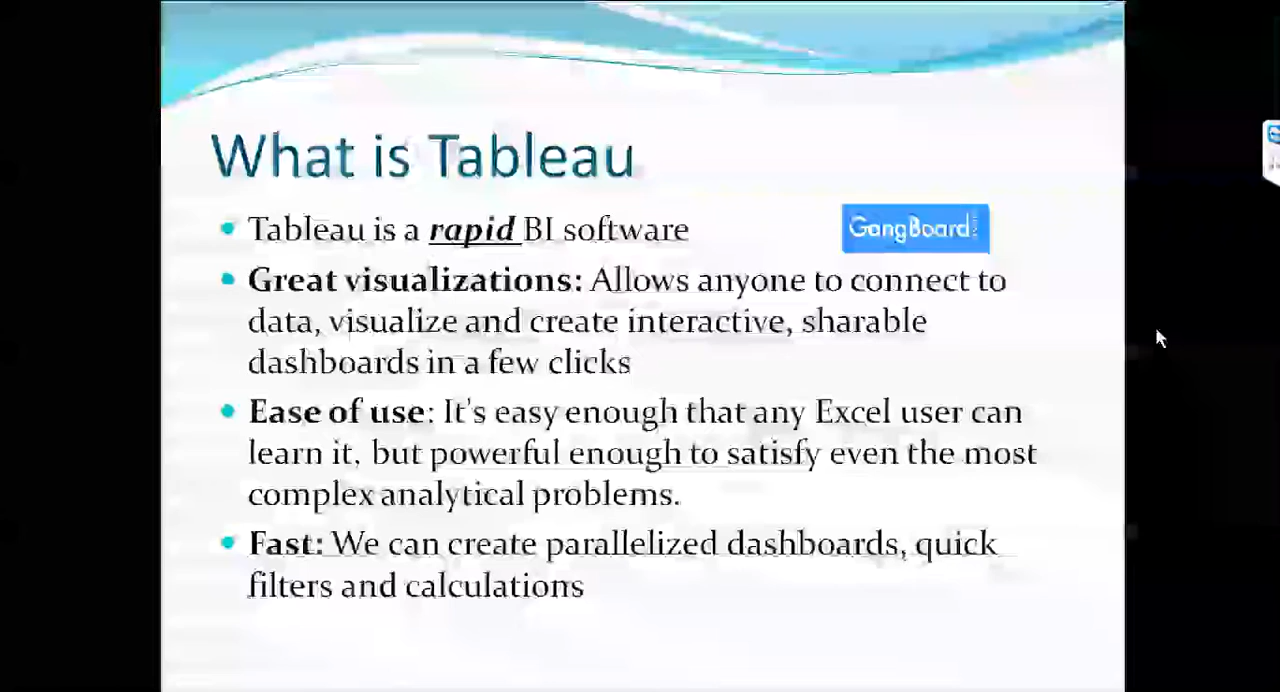 What is Tableau
• Tableau is a rapid BI software
GangBoard
• Great visualizations: Allows anyone to connect to
data, visualize and create interactive, sharable
dashboards in a few clicks
• Ease of use: It's easy enough that any Excel user can
learn it, but powerful enough to satisfy even the most
complex analytical problems.
• Fast: We can create parallelized dashboards, quick
filters and calculations